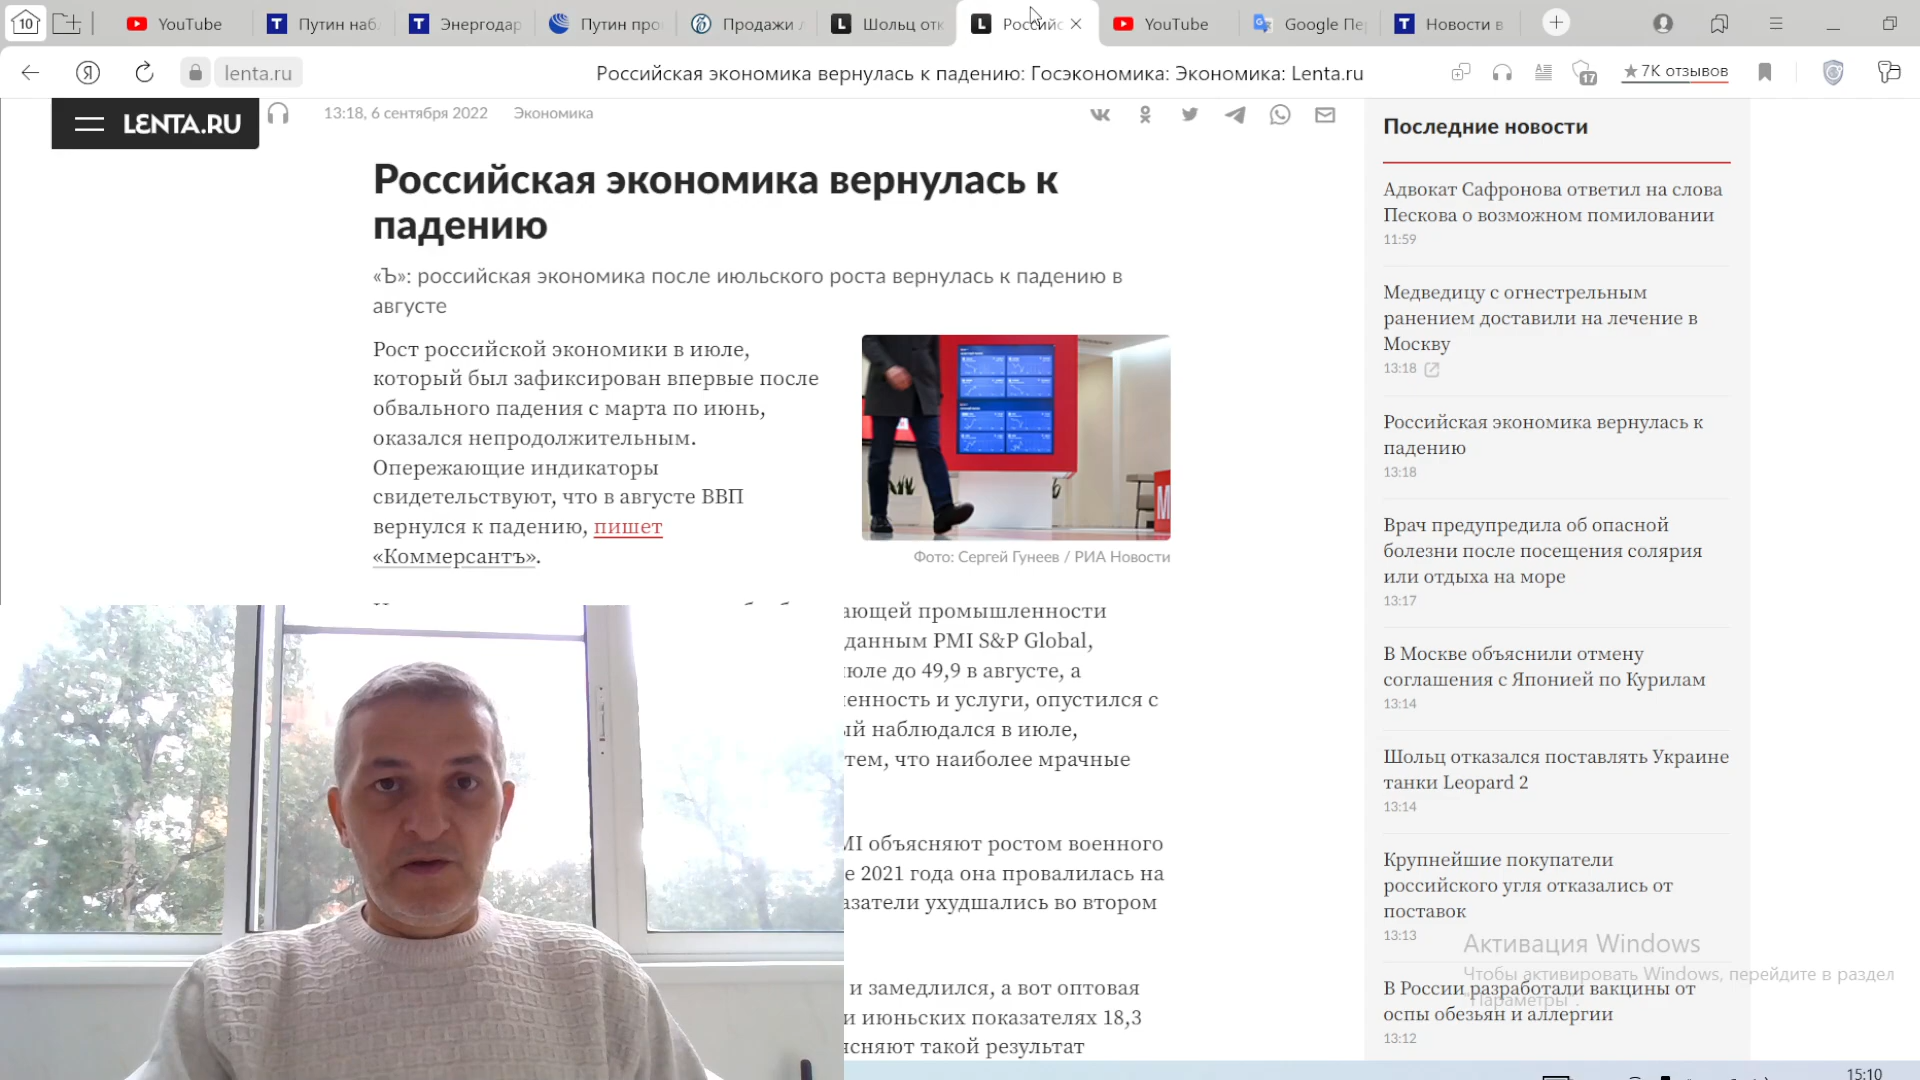 10
YouTube
Путин наб
Энергодар
Путин про
Продажи
Шольц отк
Российс
YouTube
Google Пе
Новости в
lenta.ru
Российская экономика вернулась к падению: Госэкономика: Экономика: Lenta.ru
17
★ 7K отзывов
LENTA.RU
13:18, 6 сентября 2022
Экономика
Российская экономика вернулась к
падению
«Ъ»: российская экономика после июльского роста вернулась к падению в
августе
Рост российской экономики в июле,
который был зафиксирован впервые после
обвального падения с марта по июнь,
оказался непродолжительным.
Опережающие индикаторы
свидетельствуют, что в августе ВВП
вернулся к падению, пишет
«Коммерсантъ».
Фото: Сергей Гунеев / РИА Новости
ающей промышленности
данным PMI S&P Global,
июле до 49,9 в августе, а
енность и услуги, опустился с
ый наблюдался в июле,
тем, что наиболее мрачные
MI объясняют ростом военного
е 2021 года она провалилась на
азатели ухудшались во втором
и замедлился, а вот оптовая
и июньских показателях 18,3
ясняют такой результат
Последние новости
Адвокат Сафронова ответил на слова
Пескова о возможном помиловании
11:59
Медведицу с огнестрельным
ранением доставили на лечение в
Москву
13:18
Российская экономика вернулась к
падению
13:18
Врач предупредила об опасной
болезни после посещения солярия
или отдыха на море
13:17
В Москве объяснили отмену
соглашения с Японией по Курилам
13:14
Шольц отказался поставлять Украине
танки Leopard 2
13:14
Крупнейшие покупатели
российского угля отказались от
поставок
13:13
Активация Windows
Чтобы активировать Windows, перейдите в раздел
"Параметры".
В России разработали вакцины от
оспы обезьян и аллергии
13:12
15:10